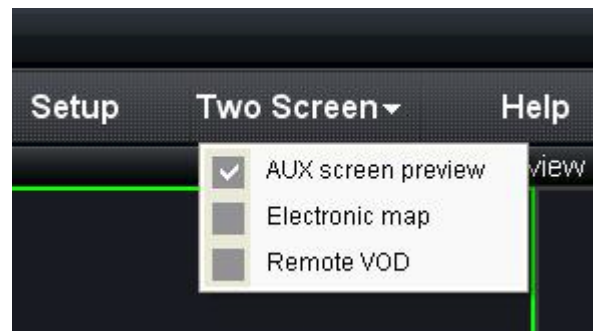 Setup Two Screen Help
AUX screen preview view
Electronic map
Remote VOD